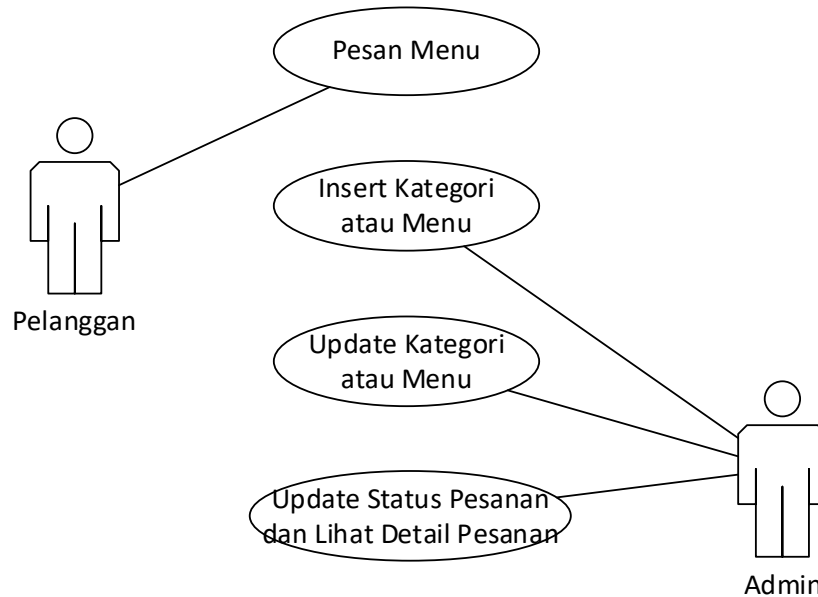 Pesan Menu
Insert Kategori
atau Menu
Pelanggan
Update Kategori
atau Menu
Update Status Pesanan
dan Lihat Detail Pesanan
Admin